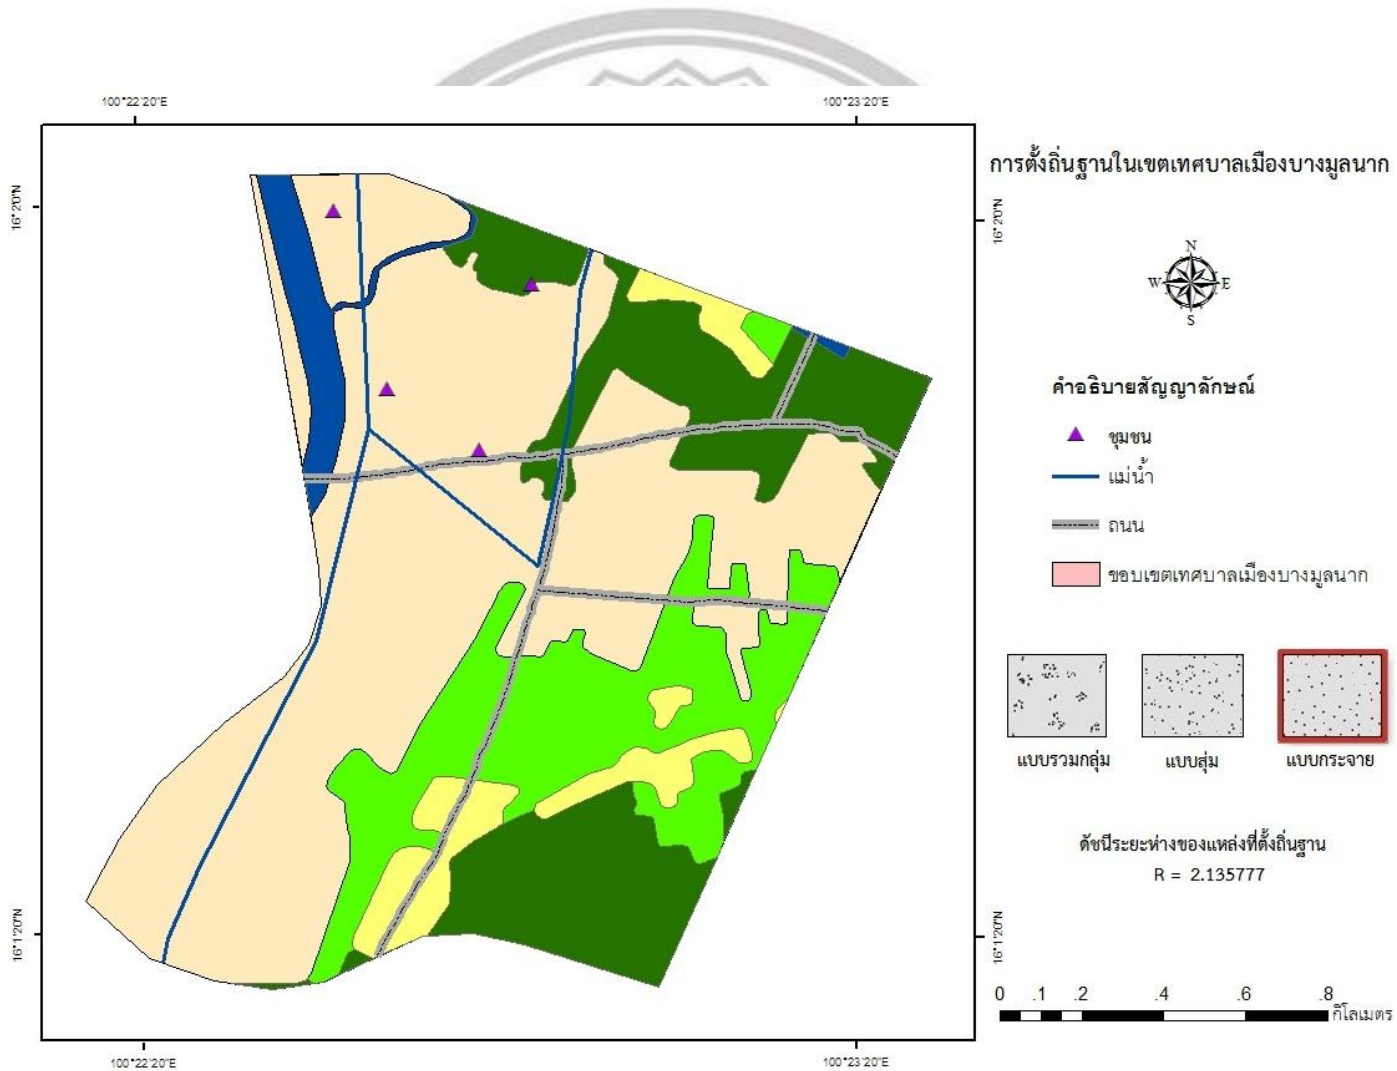 100°22'20"E
100°23'20"E
16°2'0"N
16°2'0"N
การตั้งถิ่นฐานในเขตเทศบาลเมืองบางมูลนาก
N
W
E
S
คำอธิบายสัญญาลักษณ์
ชุมชน
แม่น้ำ
ถนน
ขอบเขตเทศบาลเมืองบางมูลนาก
แบบรวมกลุ่ม
แบบสุ่ม
แบบกระจาย
ดัชนีระยะห่างของแหล่งที่ตั้งถิ่นฐาน
R = 2.135777
16°1'20"N
16°1'20"N
0 .1 .2 .4 .6 .8
กิโลเมตร
100°22'20"E
100°23'20"E